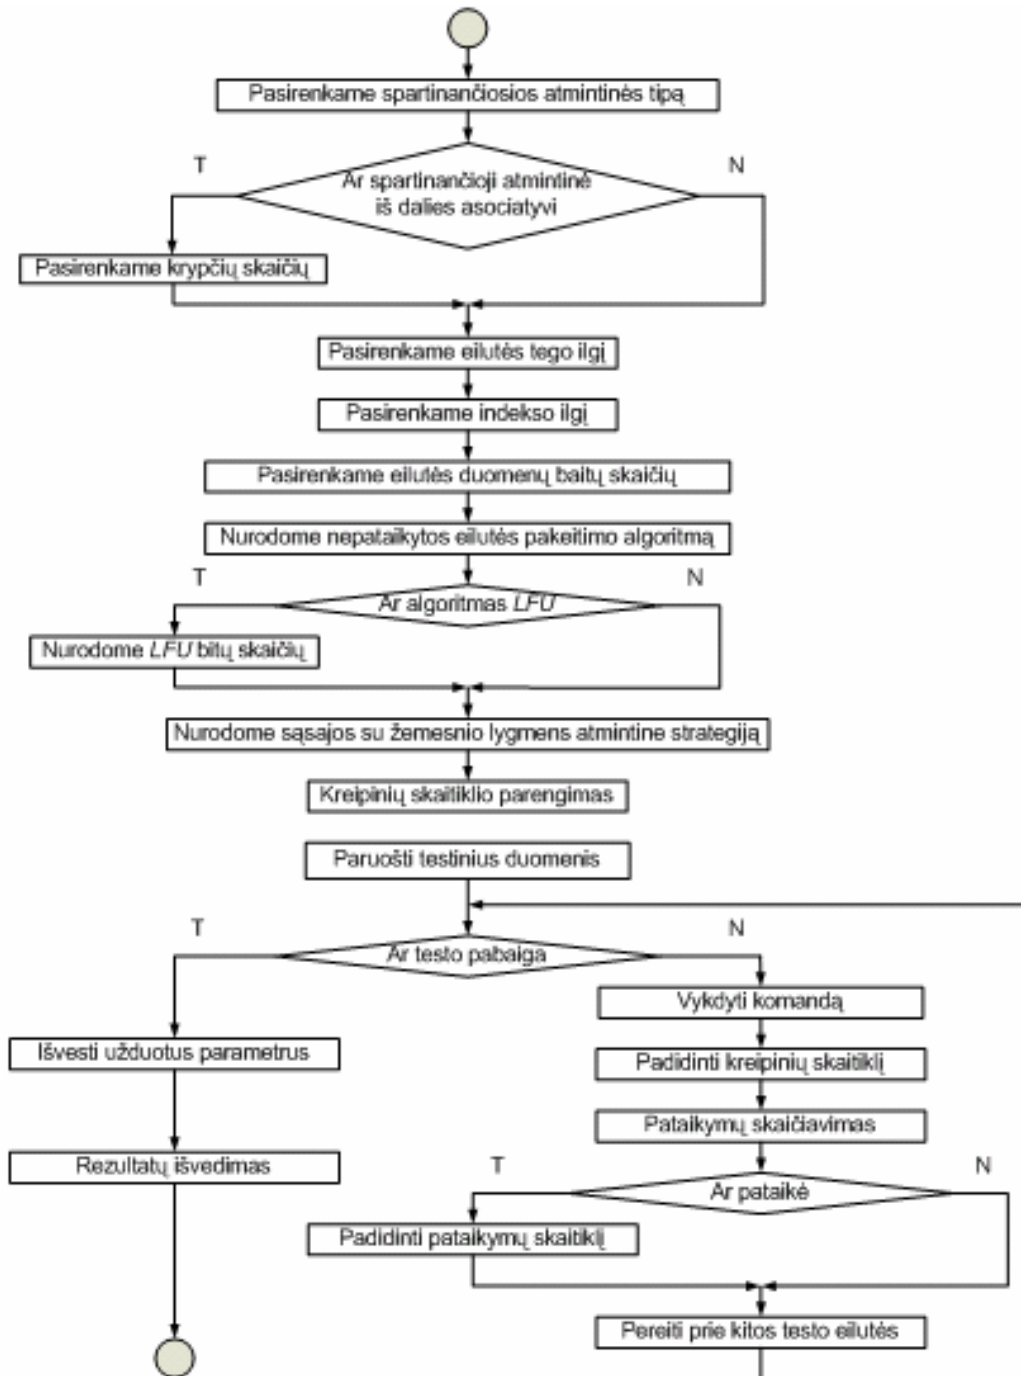 Pasirenkame spartinančiosios atmintinės tipą
T
N
Ar spartinančioji atmintinė
iš dalies asociatyvi
Pasirenkame krypčių skaičių
Pasirenkame eilutės tego ilgį
Pasirenkame indekso ilgį
Pasirenkame eilutės duomenų baitų skaičių
Nurodome nepataikytos eilutės pakeitimo algoritmą
T
N
Ar algoritmas LFU
Nurodome LFU bitų skaičių
Nurodome sąsajos su žemesnio lygmens atmintine strategiją
Kreipinių skaitiklio parengimas
Paruošti testinius duomenis
T
N
Ar testo pabaiga
Vykdyti komandą
Išvesti užduotus parametrus
Padidinti kreipinių skaitiklį
Pataikymų skaičiavimas
Rezultatų išvedimas
T
N
Ar pataikė
Padidinti pataikymų skaitiklį
Pereiti prie kitos testo eilutės